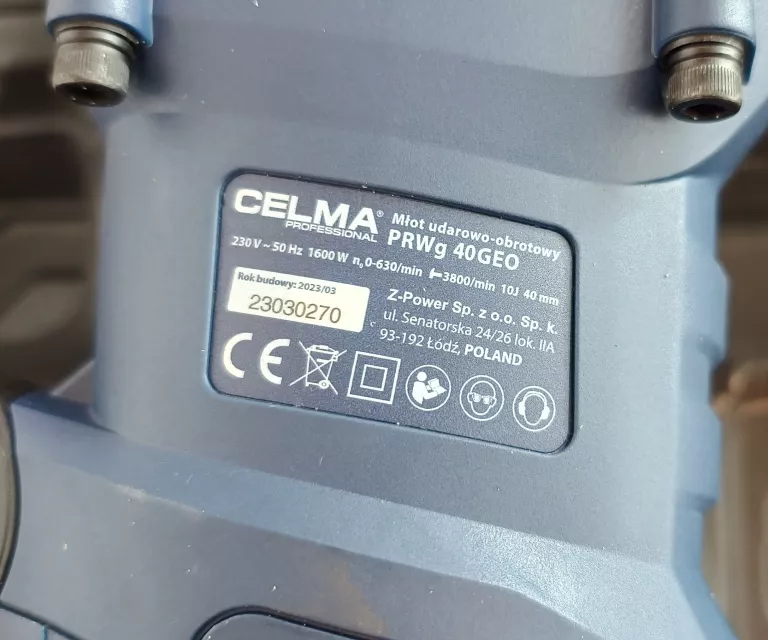 CELMA®
PROFESSIONAL
Młot udarowo-obrotowy
PRWg 40GEO
230 V ~ 50 Hz 1600 W n₀ 0-630/min 3800/min 10J 40 mm
Rok budowy: 2023/03
23030270
Z-Power Sp. z o.o. Sp. k.
ul. Senatorska 24/26 lok. IIA
93-192 Łódź, POLAND
CE